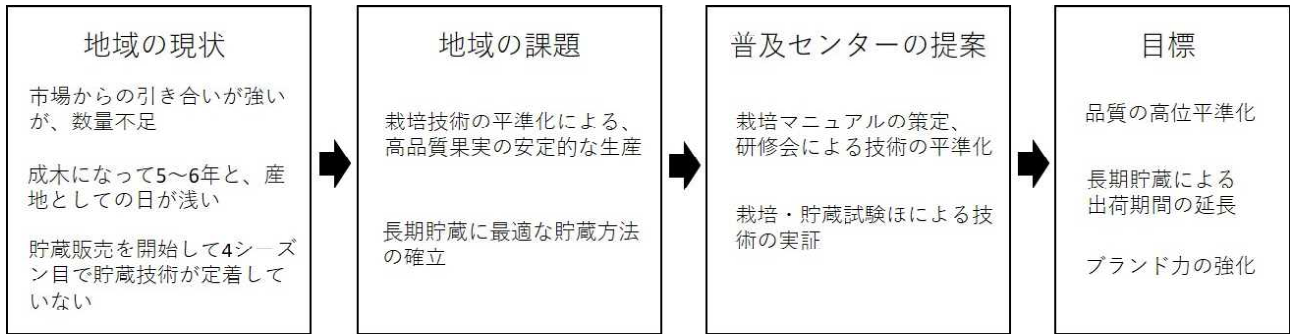 地域の現状
市場からの引き合いが強い
が、数量不足
成木になって5～6年と、産
地としての日が浅い
貯蔵販売を開始して4シーズ
ン目で貯蔵技術が定着して
いない
地域の課題
栽培技術の平準化による、
高品質果実の安定的な生産
長期貯蔵に最適な貯蔵方法
の確立
普及センターの提案
栽培マニュアルの策定、
研修会による技術の平準化
栽培・貯蔵試験ほによる技
術の実証
目標
品質の高位平準化
長期貯蔵による
出荷期間の延長
ブランド力の強化